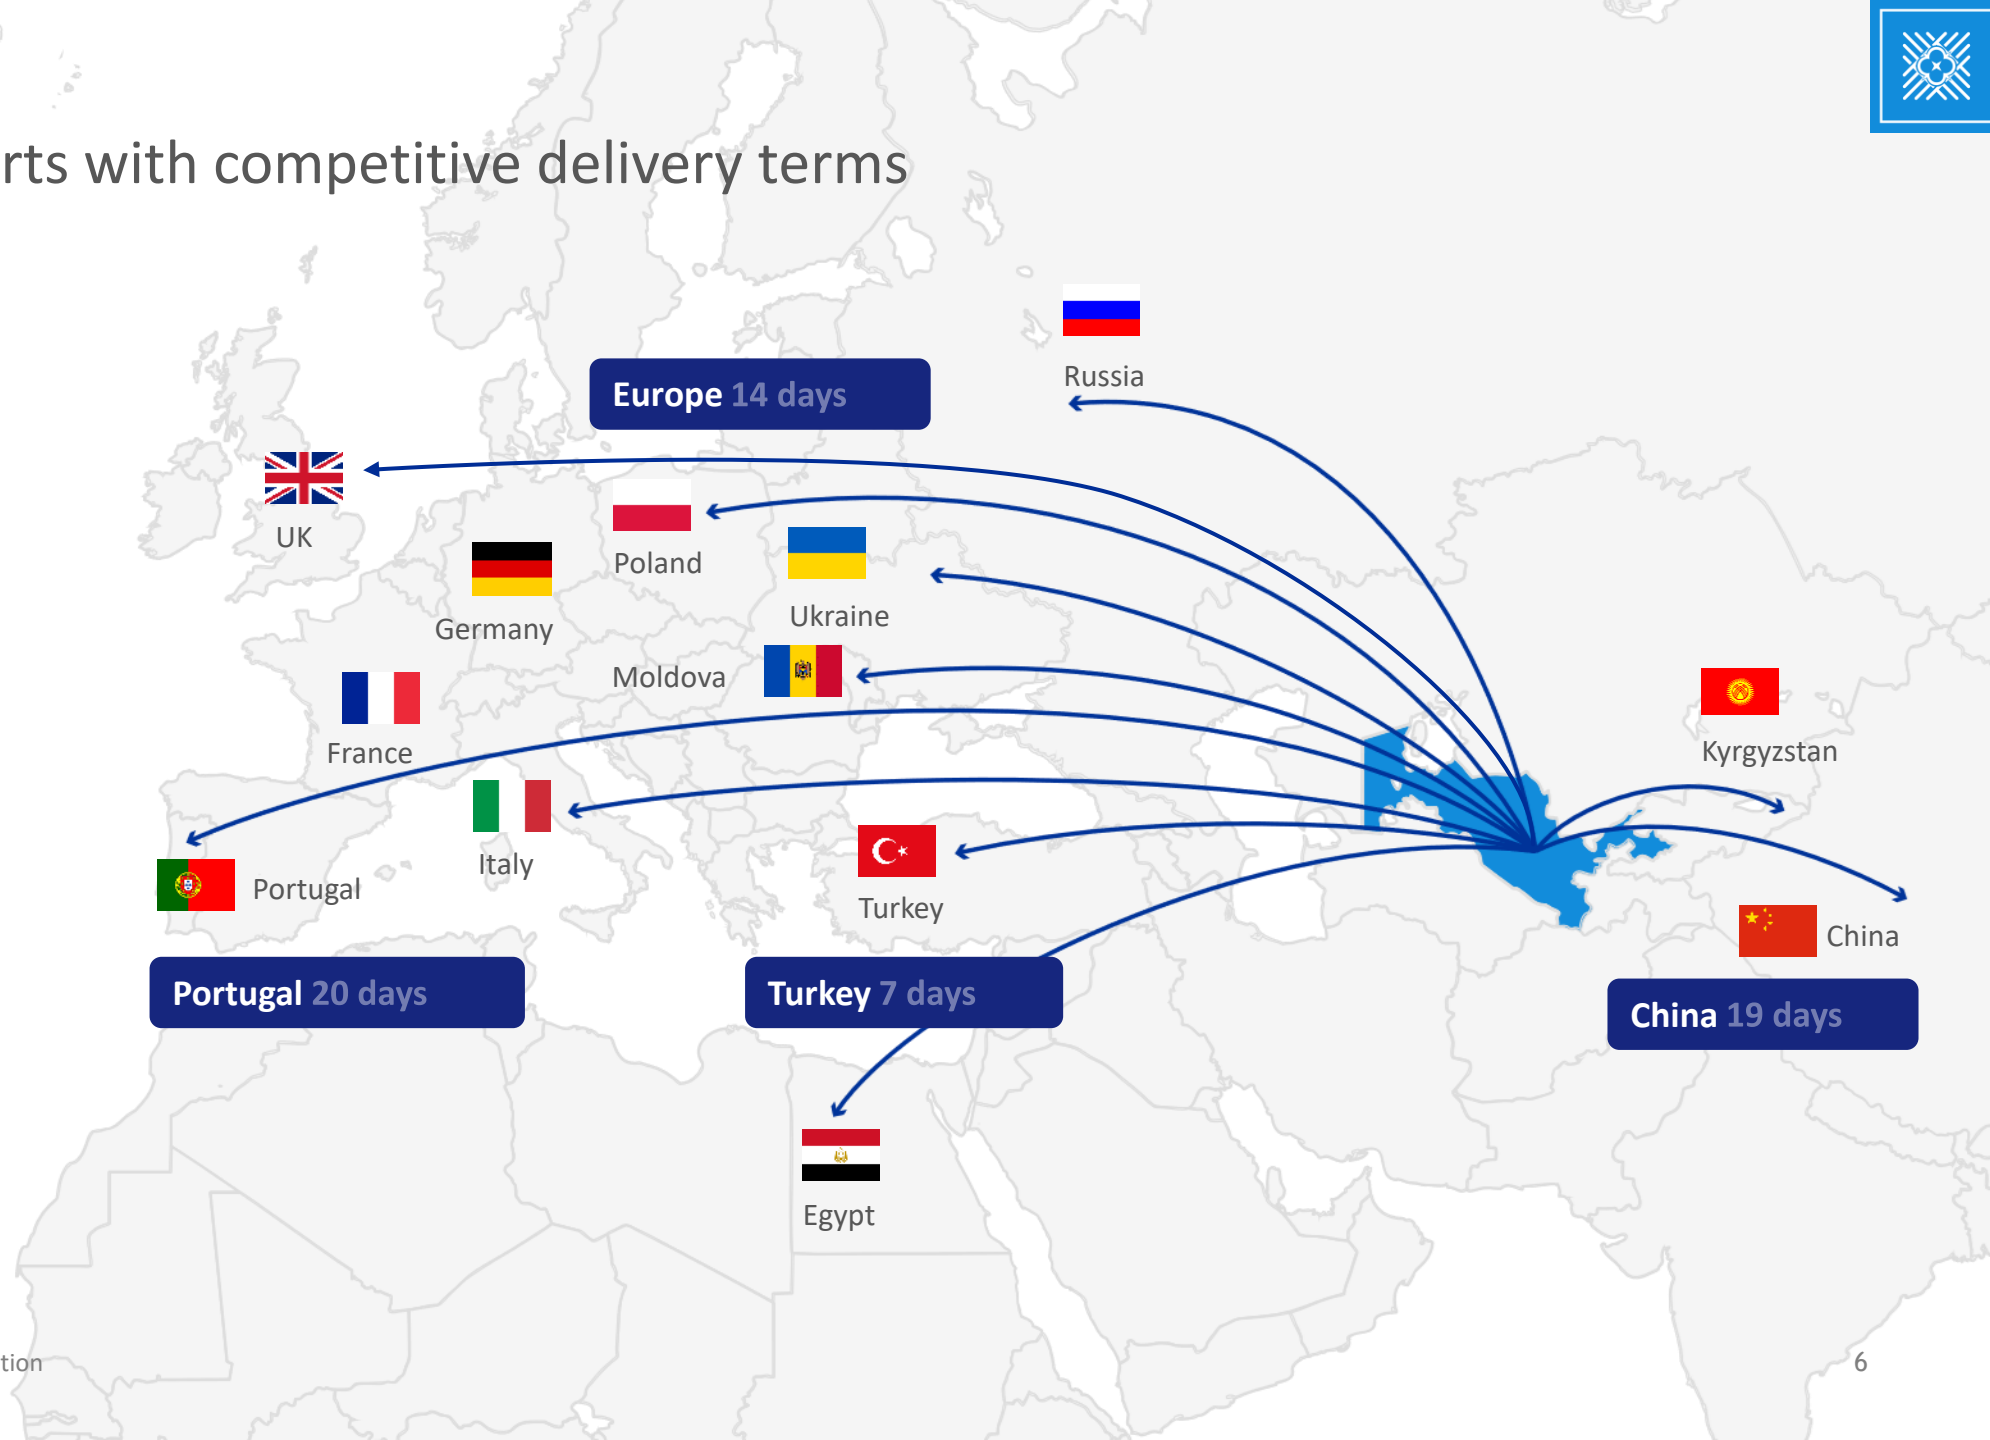 rts with competitive delivery terms
Russia
Europe 14 days
UK
Poland
Ukraine
Germany
Moldova
France
Kyrgyzstan
Italy
Portugal
Turkey
China
Portugal 20 days
Turkey 7 days
China 19 days
Egypt
tion
6